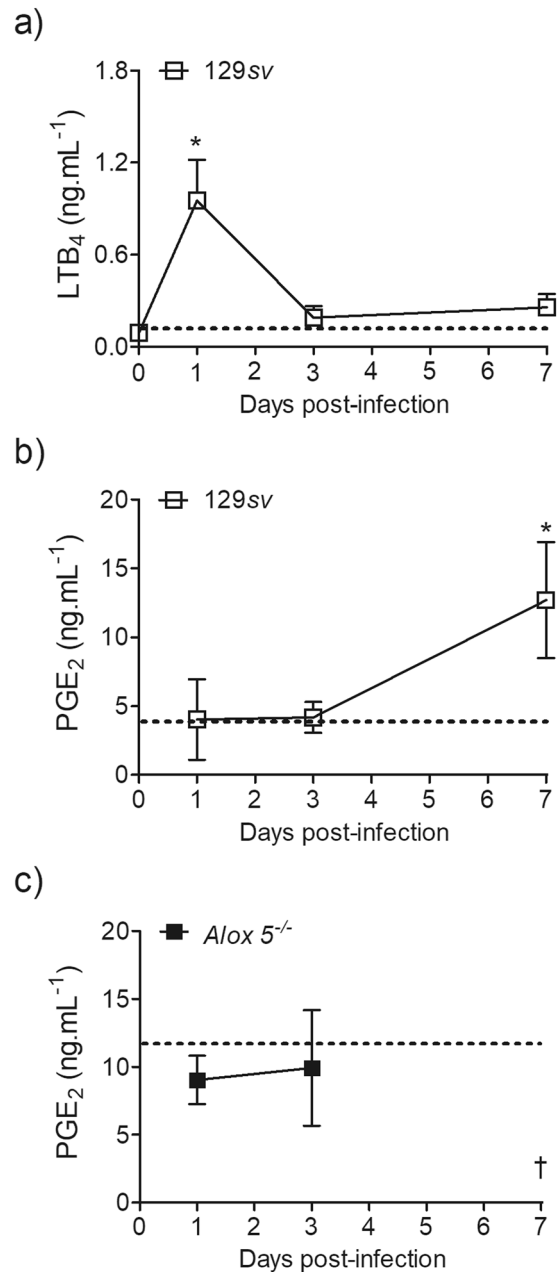 a)
129sv
1.8
1.2
0.6
0.0
*
LTB₄ (ng.mL⁻¹)
0 1 2 3 4 5 6 7
Days post-infection
b)
129sv
20
15
10
5
0
*
PGE₂ (ng.mL⁻¹)
0 1 2 3 4 5 6 7
Days post-infection
c)
Alox 5⁻/⁻
20
15
10
5
0
†
PGE₂ (ng.mL⁻¹)
0 1 2 3 4 5 6 7
Days post-infection